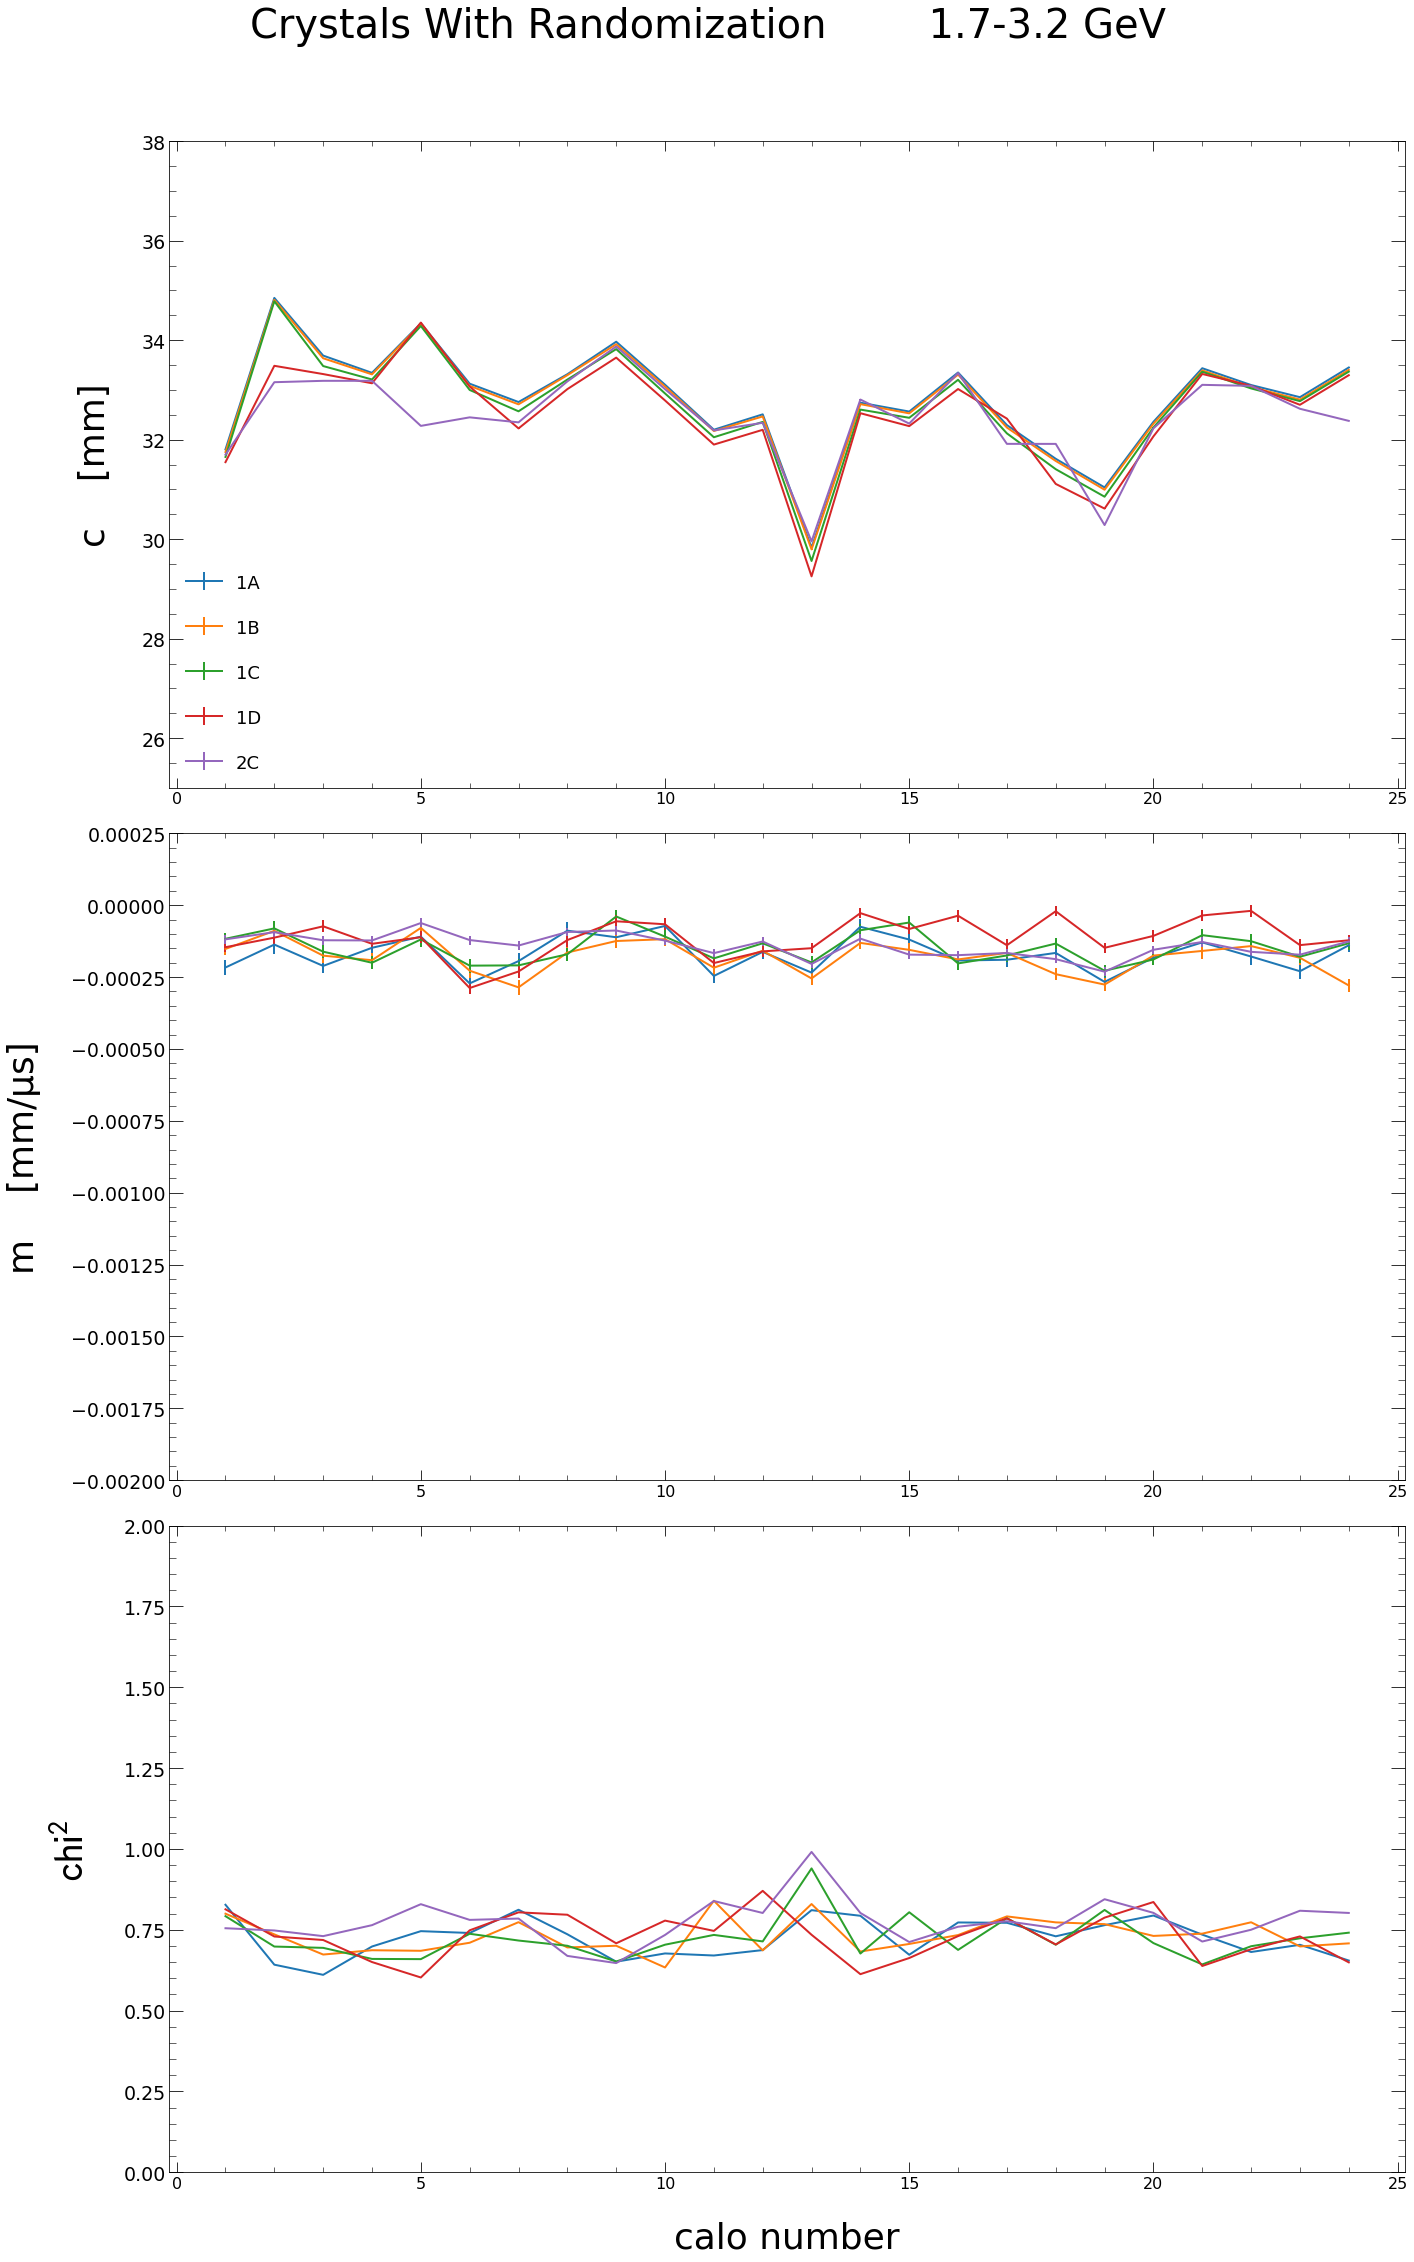 Crystals With Randomization 1.7-3.2 GeV
38
36
34
32
30
28
26
c [mm]
1A
1B
1C
1D
2C
0 5 10 15 20 25
0.00025
0.00000
−0.00025
−0.00050
−0.00075
−0.00100
−0.00125
−0.00150
−0.00175
−0.00200
m [mm/μs]
0 5 10 15 20 25
2.00
1.75
1.50
1.25
1.00
0.75
0.50
0.25
0.00
chi²
0 5 10 15 20 25
calo number